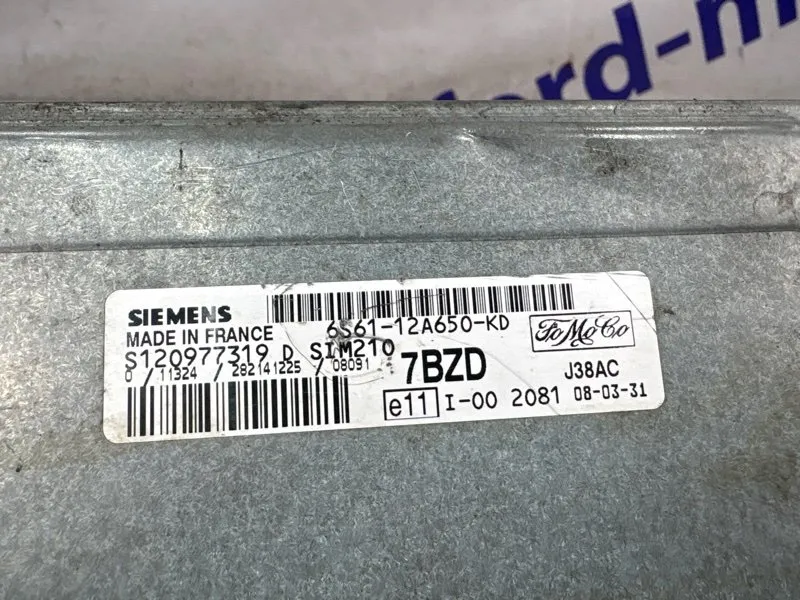 ord-m
SIEMENS
MADE IN FRANCE
6S61-12A650-KD
FoMoCo
S120977319 D SIM210
0 / 11324 / 282141225 / 08091
7BZD
J38AC
e11 I-00 2081 08-03-31